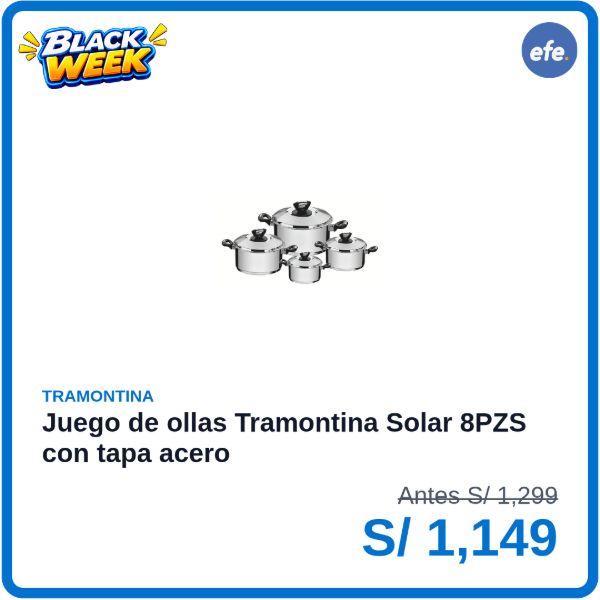 BLACK
WEEK
efe.
TRAMONTINA
Juego de ollas Tramontina Solar 8PZS
con tapa acero
Antes S/ 1,299
S/ 1,149